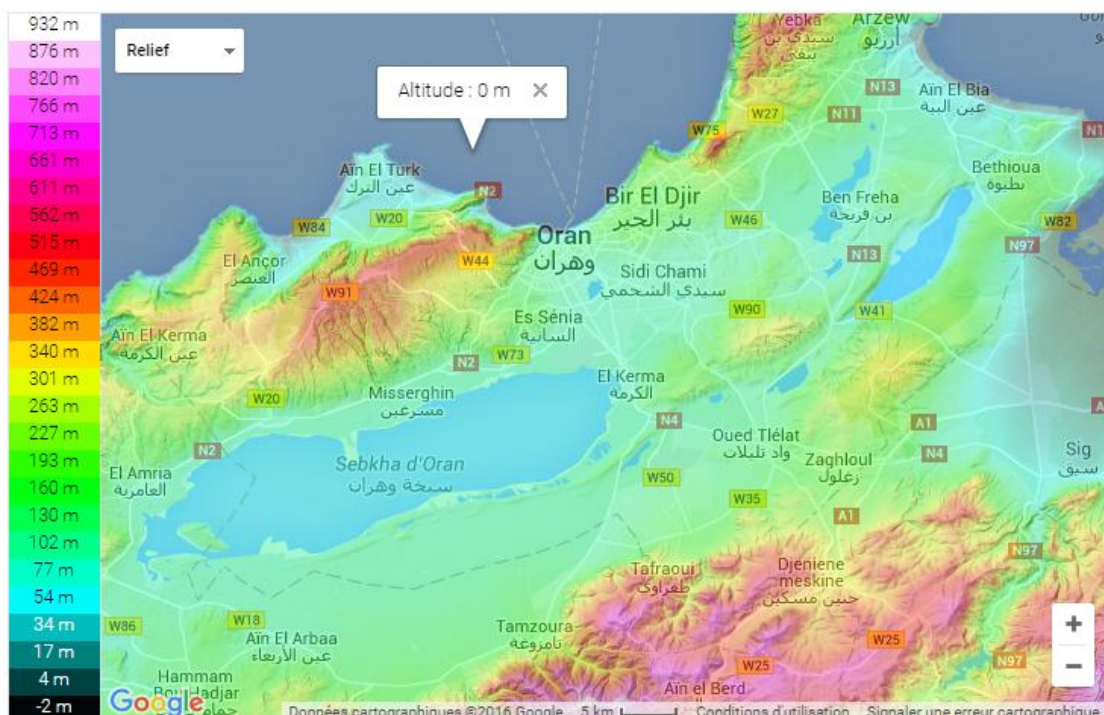 932 m
876 m
820 m
766 m
713 m
661 m
611 m
562 m
515 m
469 m
424 m
382 m
340 m
301 m
263 m
227 m
193 m
160 m
130 m
102 m
77 m
54 m
34 m
17 m
4 m
-2 m
Relief
Altitude : 0 m
Yebka
سيدي بن
يبقى
Arzew
أرزيو
N13
W27
N11
Aïn El Bia
عين البية
N1
W75
Aïn El Turk
عين الترك
N2
Bir El Djir
بئر الجير
Bethioua
بطيوة
Ben Freha
بن فريحة
W20
W84
W46
W82
N97
Oran
وهران
N13
El Ançor
العنصر
W44
Sidi Chami
سيدي الشحمي
W91
W90
W41
Es Sénia
السانية
Aïn El Kerma
عين الكرمة
N2
W73
El Kerma
الكرمة
Misserghin
مسرغين
W20
N4
A1
Oued Tlélat
واد تليلات
N4
Sig
سيق
N2
Sebkha d'Oran
سبخة وهران
Zaghloul
زغلول
El Amria
العامرية
W50
W35
A1
N97
Tafraoui
طفراوي
Djeniene
meskine
جنين مسكين
W86
W18
Tamzoura
تامزوغة
Aïn El Arbaa
عين الأربعاء
W25
W25
N97
Hammam
Bou Hadjar
Aïn el Berd
Google
Données cartographiques ©2016 Google
5 km
Conditions d'utilisation
Signaler une erreur cartographique